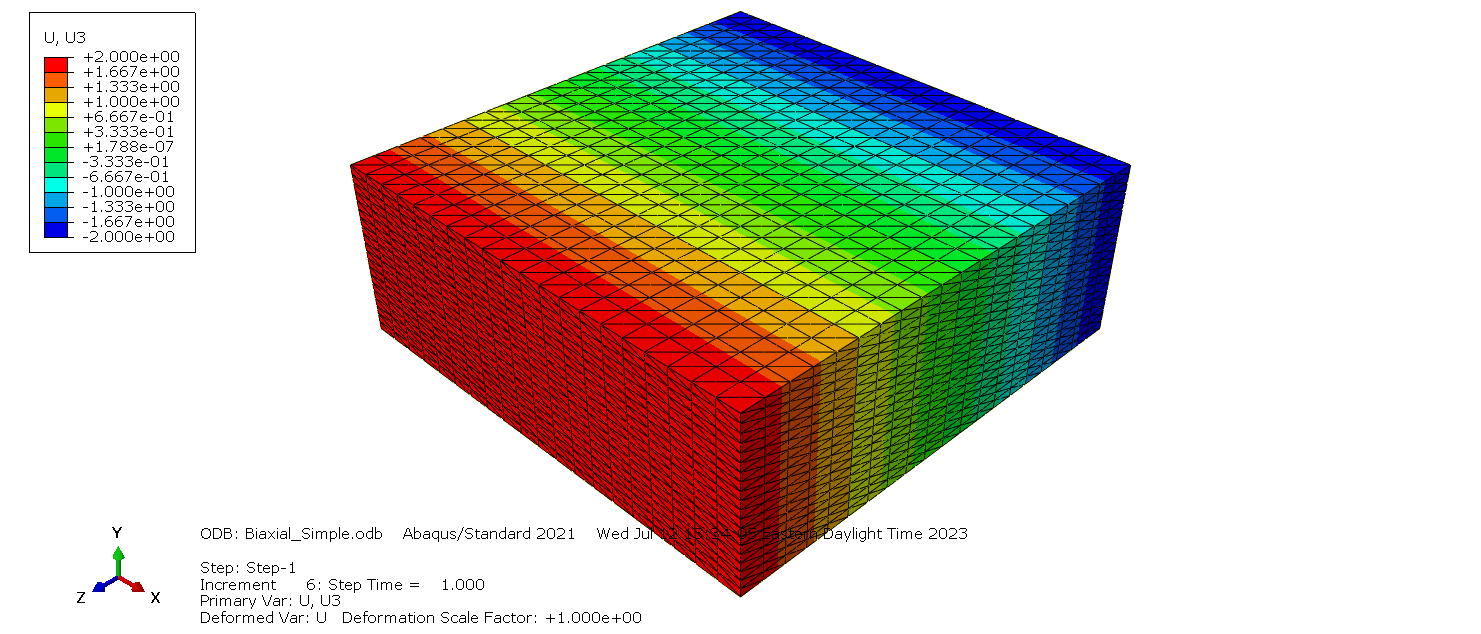 U, U3
+2.000e+00
+1.667e+00
+1.333e+00
+1.000e+00
+6.667e-01
+3.333e-01
+1.788e-07
-3.333e-01
-6.667e-01
-1.000e+00
-1.333e+00
-1.667e+00
-2.000e+00
Y
Z
X
ODB: Biaxial_Simple.odb Abaqus/Standard 2021 Wed Jul Eastern Daylight Time 2023
Step: Step-1
Increment 6: Step Time = 1.000
Primary Var: U, U3
Deformed Var: U Deformation Scale Factor: +1.000e+00